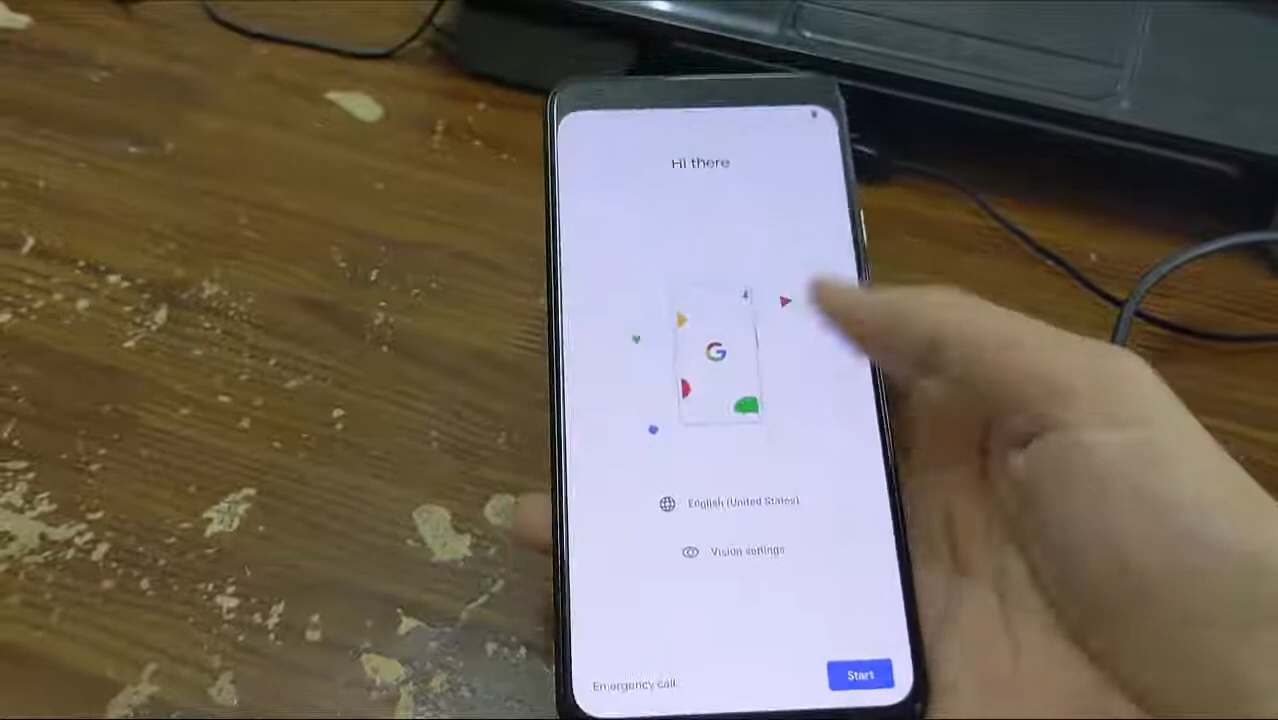 Hi there
G
English (United States)
Vision settings
Emergency call
Start